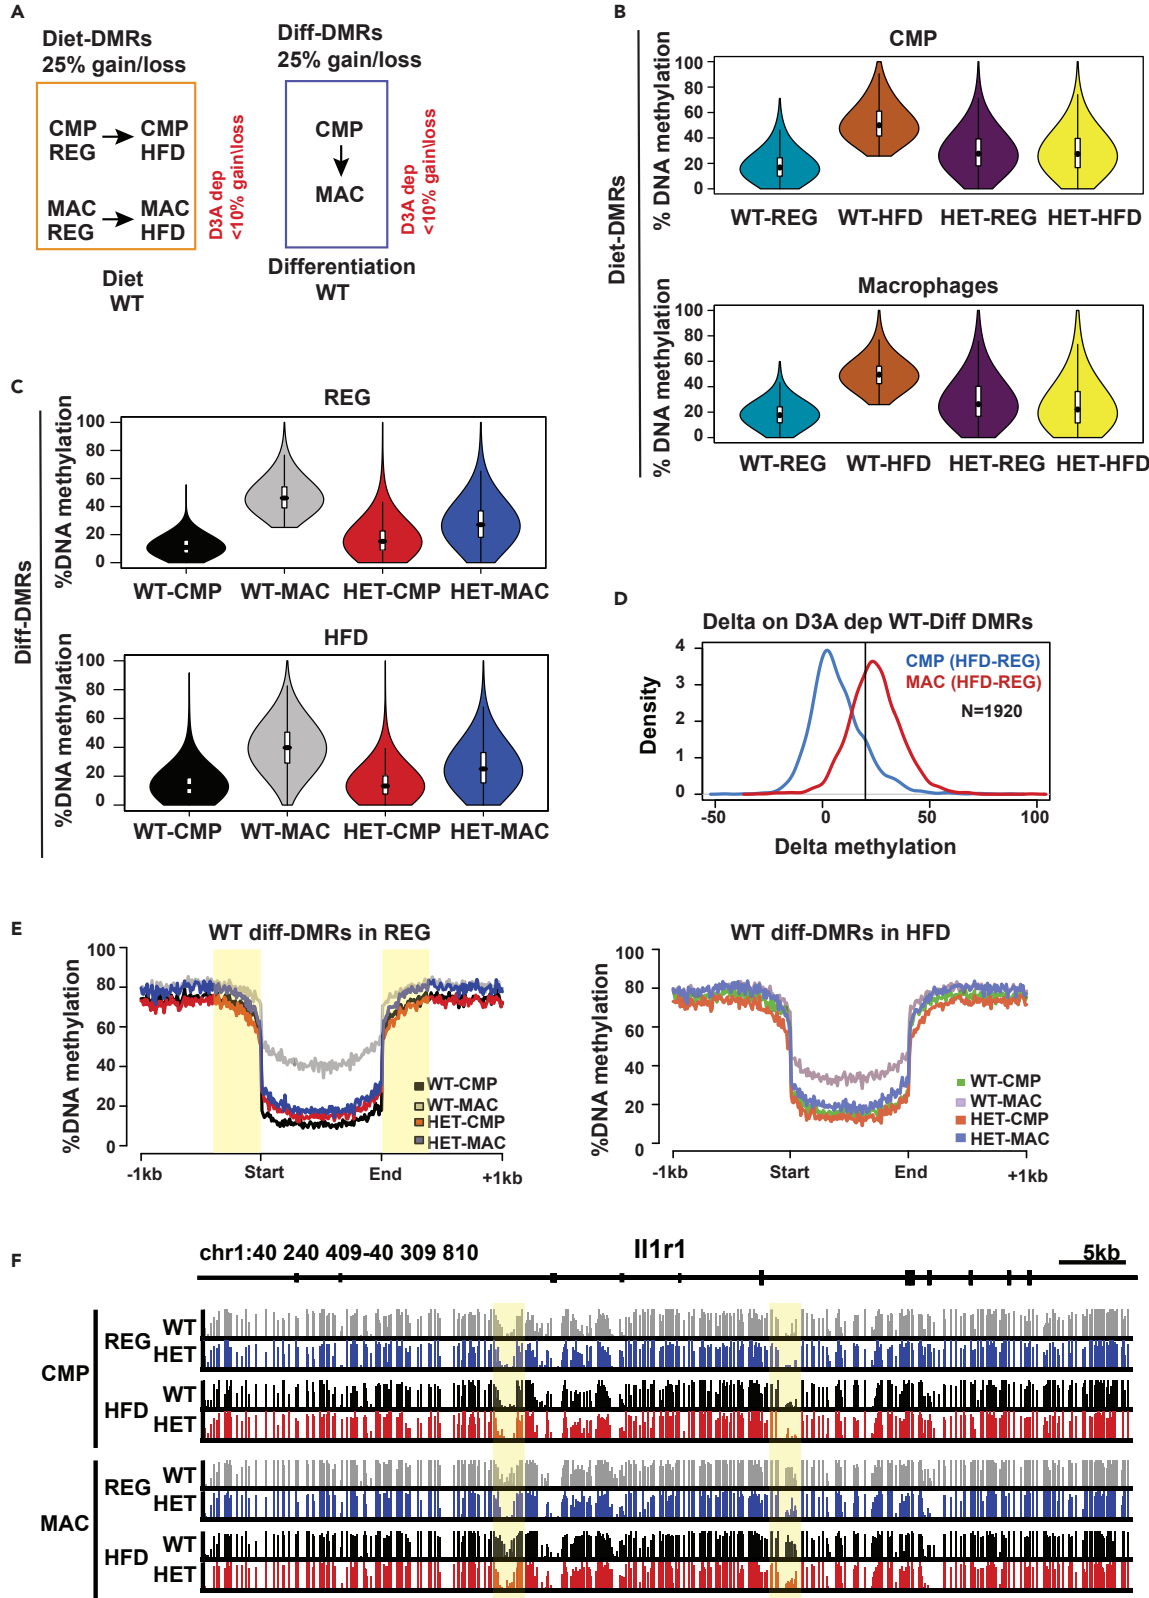 A
Diet-DMRs
25% gain/loss
CMP
REG
CMP
HFD
MAC
REG
MAC
HFD
D3A dep
<10% gain\loss
Diet
WT
Diff-DMRs
25% gain/loss
CMP
MAC
D3A dep
<10% gain\loss
Differentiation
WT
B
Diet-DMRs
CMP
% DNA methylation
100
80
60
40
20
0
WT-REG
WT-HFD
HET-REG
HET-HFD
Macrophages
% DNA methylation
100
80
60
40
20
0
WT-REG
WT-HFD
HET-REG
HET-HFD
C
Diff-DMRs
REG
%DNA methylation
100
80
60
40
20
0
WT-CMP
WT-MAC
HET-CMP
HET-MAC
HFD
%DNA methylation
100
80
60
40
20
0
WT-CMP
WT-MAC
HET-CMP
HET-MAC
D
Delta on D3A dep WT-Diff DMRs
Density
4
3
2
1
0
CMP (HFD-REG)
MAC (HFD-REG)
N=1920
-50
0
50
100
Delta methylation
E
WT diff-DMRs in REG
%DNA methylation
100
80
60
40
20
0
WT-CMP
WT-MAC
HET-CMP
HET-MAC
-1kb
Start
End
+1kb
WT diff-DMRs in HFD
%DNA methylation
100
80
60
40
20
0
WT-CMP
WT-MAC
HET-CMP
HET-MAC
-1kb
Start
End
+1kb
F
chr1:40 240 409-40 309 810
Il1r1
5kb
CMP
REG
WT
HET
HFD
WT
HET
MAC
REG
WT
HET
HFD
WT
HET